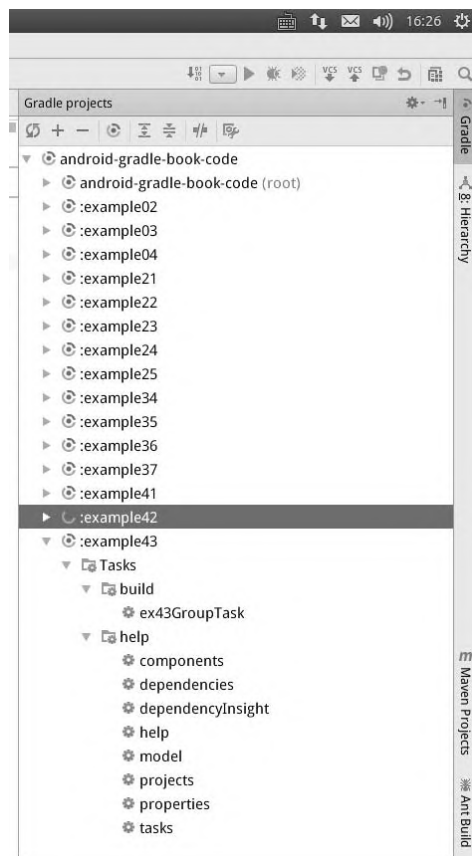 16:26
VCS VCS
Gradle projects
android-gradle-book-code
android-gradle-book-code (root)
:example02
:example03
:example04
:example21
:example22
:example23
:example24
:example25
:example34
:example35
:example36
:example37
:example41
:example42
:example43
Tasks
build
ex43GroupTask
help
components
dependencies
dependencyInsight
help
model
projects
properties
tasks
Gradle
8: Hierarchy
m Maven Projects
Ant Build